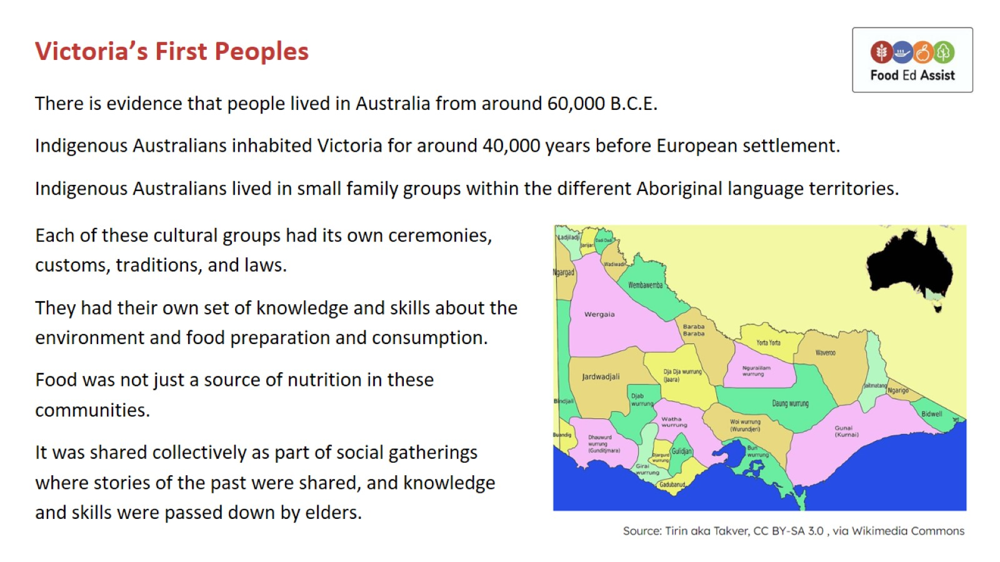 Victoria’s First Peoples
Food Ed Assist
There is evidence that people lived in Australia from around 60,000 B.C.E.
Indigenous Australians inhabited Victoria for around 40,000 years before European settlement.
Indigenous Australians lived in small family groups within the different Aboriginal language territories.
Each of these cultural groups had its own ceremonies,
customs, traditions, and laws.
They had their own set of knowledge and skills about the
environment and food preparation and consumption.
Food was not just a source of nutrition in these
communities.
It was shared collectively as part of social gatherings
where stories of the past were shared, and knowledge
and skills were passed down by elders.
Ladjiladji
Jarijari
Dadi Dadi
Wadiwadi
Ngargad
Wembawemba
Wergaia
Baraba
Baraba
Yorta Yorta
Waveroo
Nguraiilam
wurrung
Dja Dja wurrung
(Jaara)
Jardwadjali
Jaitmatang
Ngarigo
Djab
wurrung
Bindjali
Daung wurrung
Bidwell
Watha
wurrung
Woi wurrung
(Wurundjeri)
Gunai
(Kurnai)
Buandig
Dhauwurd
wurrung
(Gunditjmara)
Djargurd
wurrung
Gulidjan
Bun
wurrung
Girai
wurrung
Gadubanud
Source: Tirin aka Takver, CC BY-SA 3.0 , via Wikimedia Commons